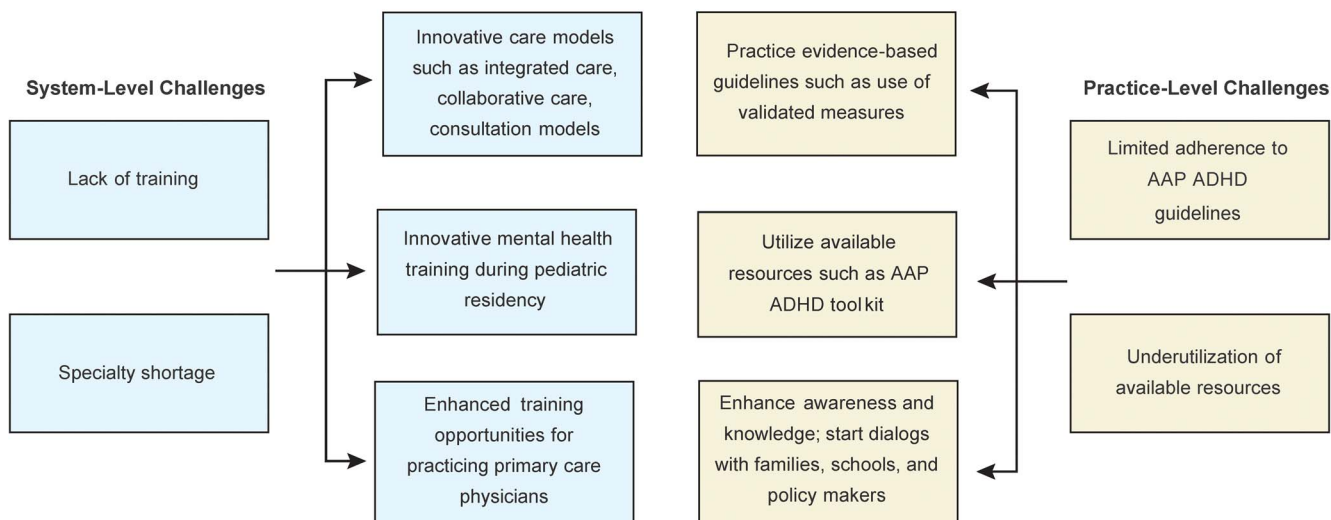 System-Level Challenges
Lack of training
Specialty shortage
Innovative care models
such as integrated care,
collaborative care,
consultation models
Innovative mental health
training during pediatric
residency
Enhanced training
opportunities for
practicing primary care
physicians
Practice evidence-based
guidelines such as use of
validated measures
Utilize available
resources such as AAP
ADHD toolkit
Enhance awareness and
knowledge; start dialogs
with families, schools, and
policy makers
Practice-Level Challenges
Limited adherence to
AAP ADHD
guidelines
Underutilization of
available resources